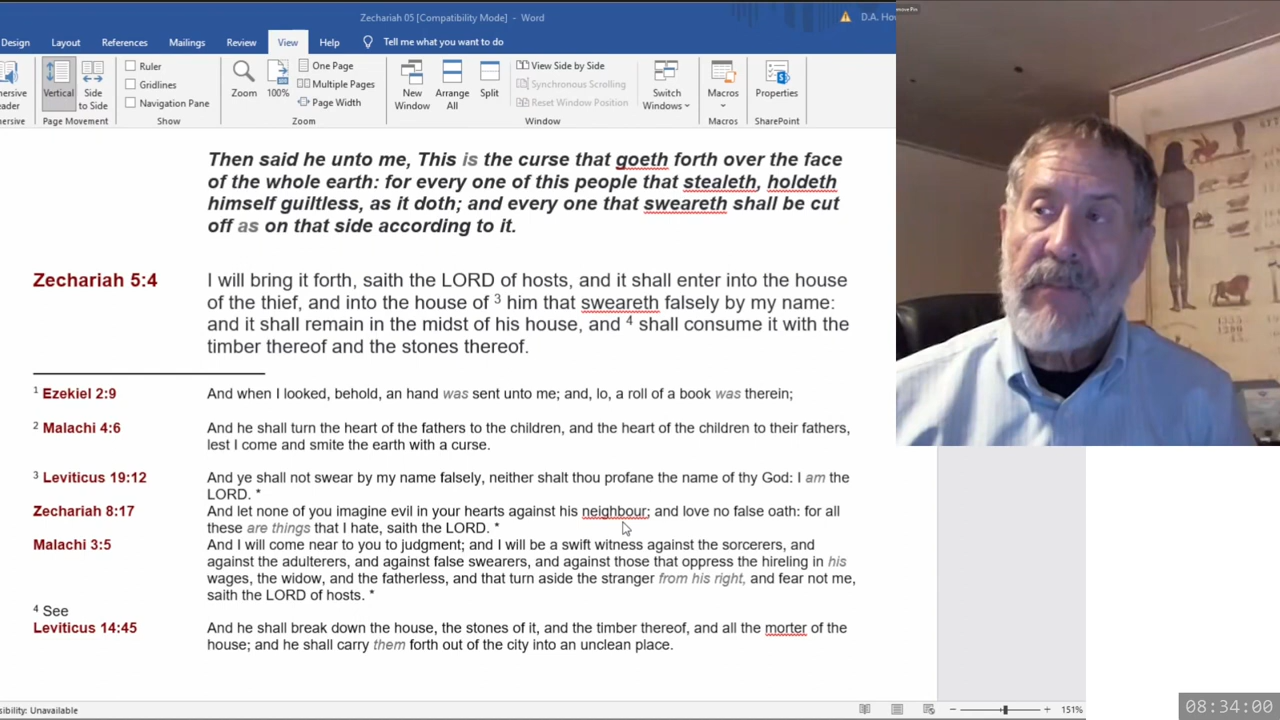 Zechariah 05 [Compatibility Mode] - Word
D.A. Ho
Design Layout References Mailings Review View Help Tell me what you want to do
Vertical
Side
to Side
Page Movement
Ruler
Gridlines
Navigation Pane
Show
Zoom
100%
One Page
Multiple Pages
Page Width
Zoom
New
Window
Arrange
All
Split
View Side by Side
Synchronous Scrolling
Reset Window Position
Window
Switch
Windows
Macros
Macros
Properties
SharePoint
Then said he unto me, This is the curse that goeth forth over the face
of the whole earth: for every one of this people that stealeth, holdeth
himself guiltless, as it doth; and every one that sweareth shall be cut
off as on that side according to it.
Zechariah 5:4 I will bring it forth, saith the LORD of hosts, and it shall enter into the house
of the thief, and into the house of 3 him that sweareth falsely by my name:
and it shall remain in the midst of his house, and 4 shall consume it with the
timber thereof and the stones thereof.
1 Ezekiel 2:9 And when I looked, behold, an hand was sent unto me; and, lo, a roll of a book was therein;
2 Malachi 4:6 And he shall turn the heart of the fathers to the children, and the heart of the children to their fathers,
lest I come and smite the earth with a curse.
3 Leviticus 19:12 And ye shall not swear by my name falsely, neither shalt thou profane the name of thy God: I am the
LORD. *
Zechariah 8:17 And let none of you imagine evil in your hearts against his neighbour; and love no false oath: for all
these are things that I hate, saith the LORD. *
Malachi 3:5 And I will come near to you to judgment; and I will be a swift witness against the sorcerers, and
against the adulterers, and against false swearers, and against those that oppress the hireling in his
wages, the widow, and the fatherless, and that turn aside the stranger from his right, and fear not me,
saith the LORD of hosts. *
4 See
Leviticus 14:45 And he shall break down the house, the stones of it, and the timber thereof, and all the morter of the
house; and he shall carry them forth out of the city into an unclean place.
sibility: Unavailable
151%
08:34:00